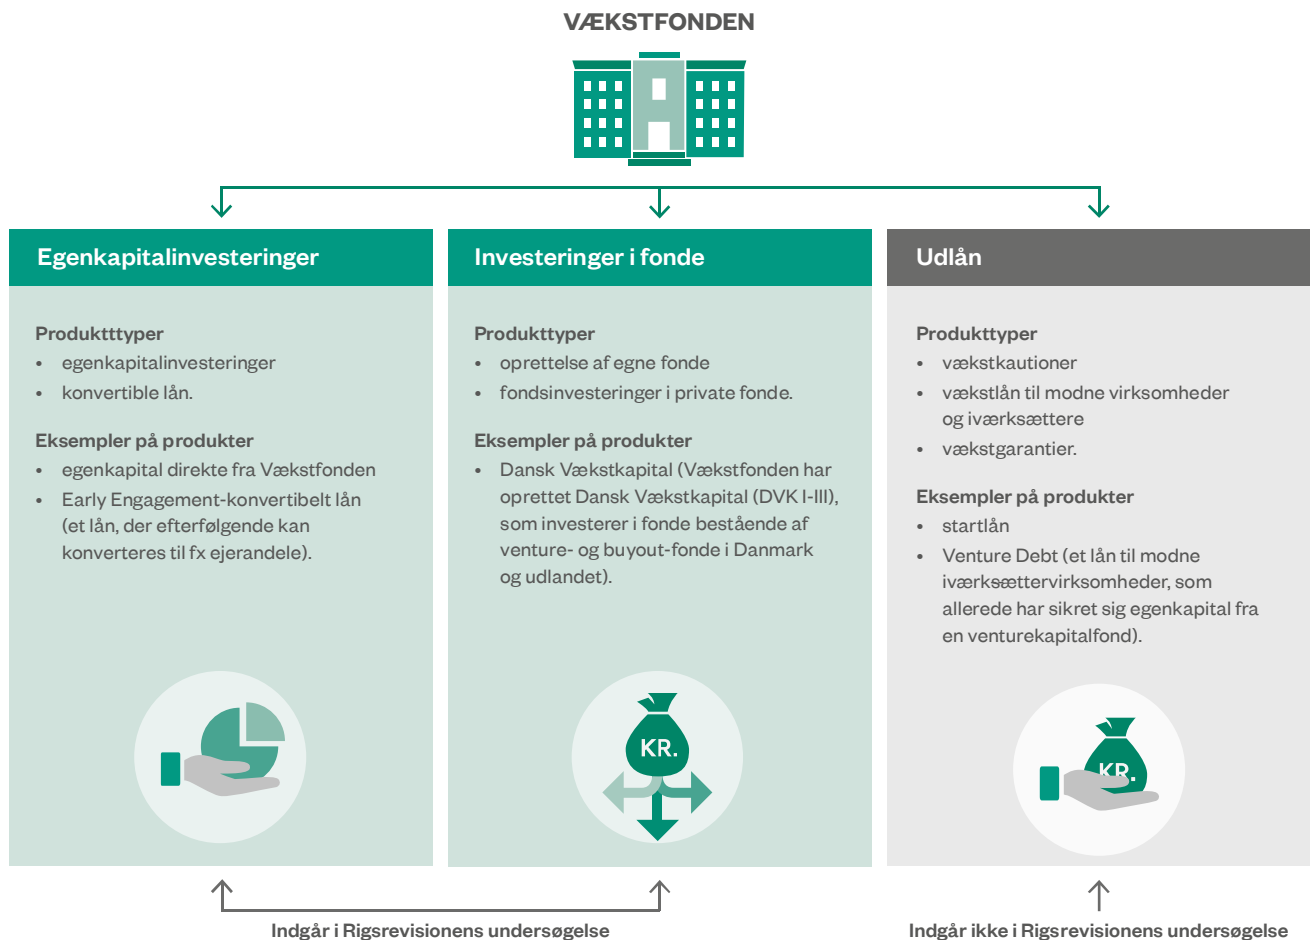 VÆKSTFONDEN
Egenkapitalinvesteringer
Produktttyper
• egenkapitalinvesteringer
• konvertible lån.
Eksempler på produkter
• egenkapital direkte fra Vækstfonden
• Early Engagement-konvertibelt lån
(et lån, der efterfølgende kan
konverteres til fx ejerandele).
Investeringer i fonde
Produkttyper
• oprettelse af egne fonde
• fondsinvesteringer i private fonde.
Eksempler på produkter
• Dansk Vækstkapital (Vækstfonden har
oprettet Dansk Vækstkapital (DVK I-III),
som investerer i fonde bestående af
venture- og buyout-fonde i Danmark
og udlandet).
KR.
Udlån
Produkttyper
• vækstkautioner
• vækstlån til modne virksomheder
og iværksættere
• vækstgarantier.
Eksempler på produkter
• startlån
• Venture Debt (et lån til modne
iværksættervirksomheder, som
allerede har sikret sig egenkapital fra
en venturekapitalfond).
KR.
Indgår i Rigsrevisionens undersøgelse
Indgår ikke i Rigsrevisionens undersøgelse